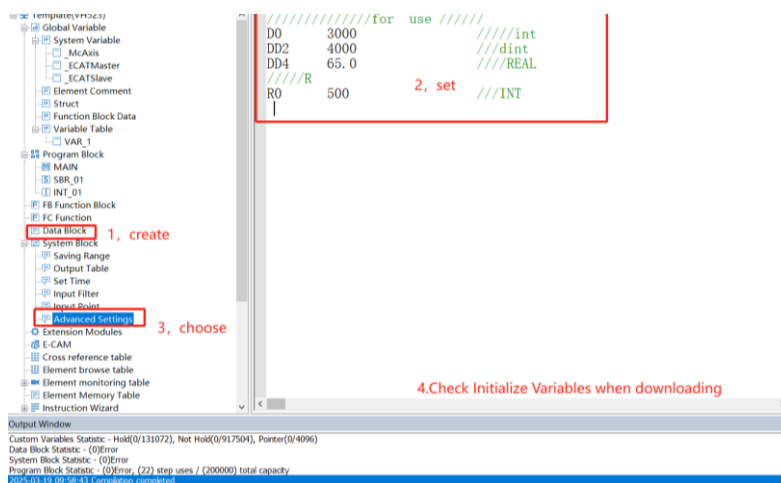 Template(VH523)
Global Variable
System Variable
_McAxis
_ECATMaster
_ECATSlave
Element Comment
Struct
Function Block Data
Variable Table
VAR_1
Program Block
MAIN
SBR_01
INT_01
FB Function Block
FC Function
Data Block
1, create
System Block
Saving Range
Output Table
Set Time
Input Filter
Input Point
Advanced Settings
3, choose
Extension Modules
E-CAM
Cross reference table
Element browse table
Element monitoring table
Element Memory Table
Instruction Wizard
//////////////for use //////
D0 3000 /////int
DD2 4000 ///dint
DD4 65.0 ////REAL
/////R
2, set
R0 500 ///INT
4.Check Initialize Variables when downloading
Output Window
Custom Variables Statistic - Hold(0/131072), Not Hold(0/917504), Pointer(0/4096)
Data Block Statistic - (0)Error
System Block Statistic - (0)Error
Program Block Statistic - (0)Error, (22) step uses / (200000) total capacity
2025-03-19 09:58:43 Compilation completed